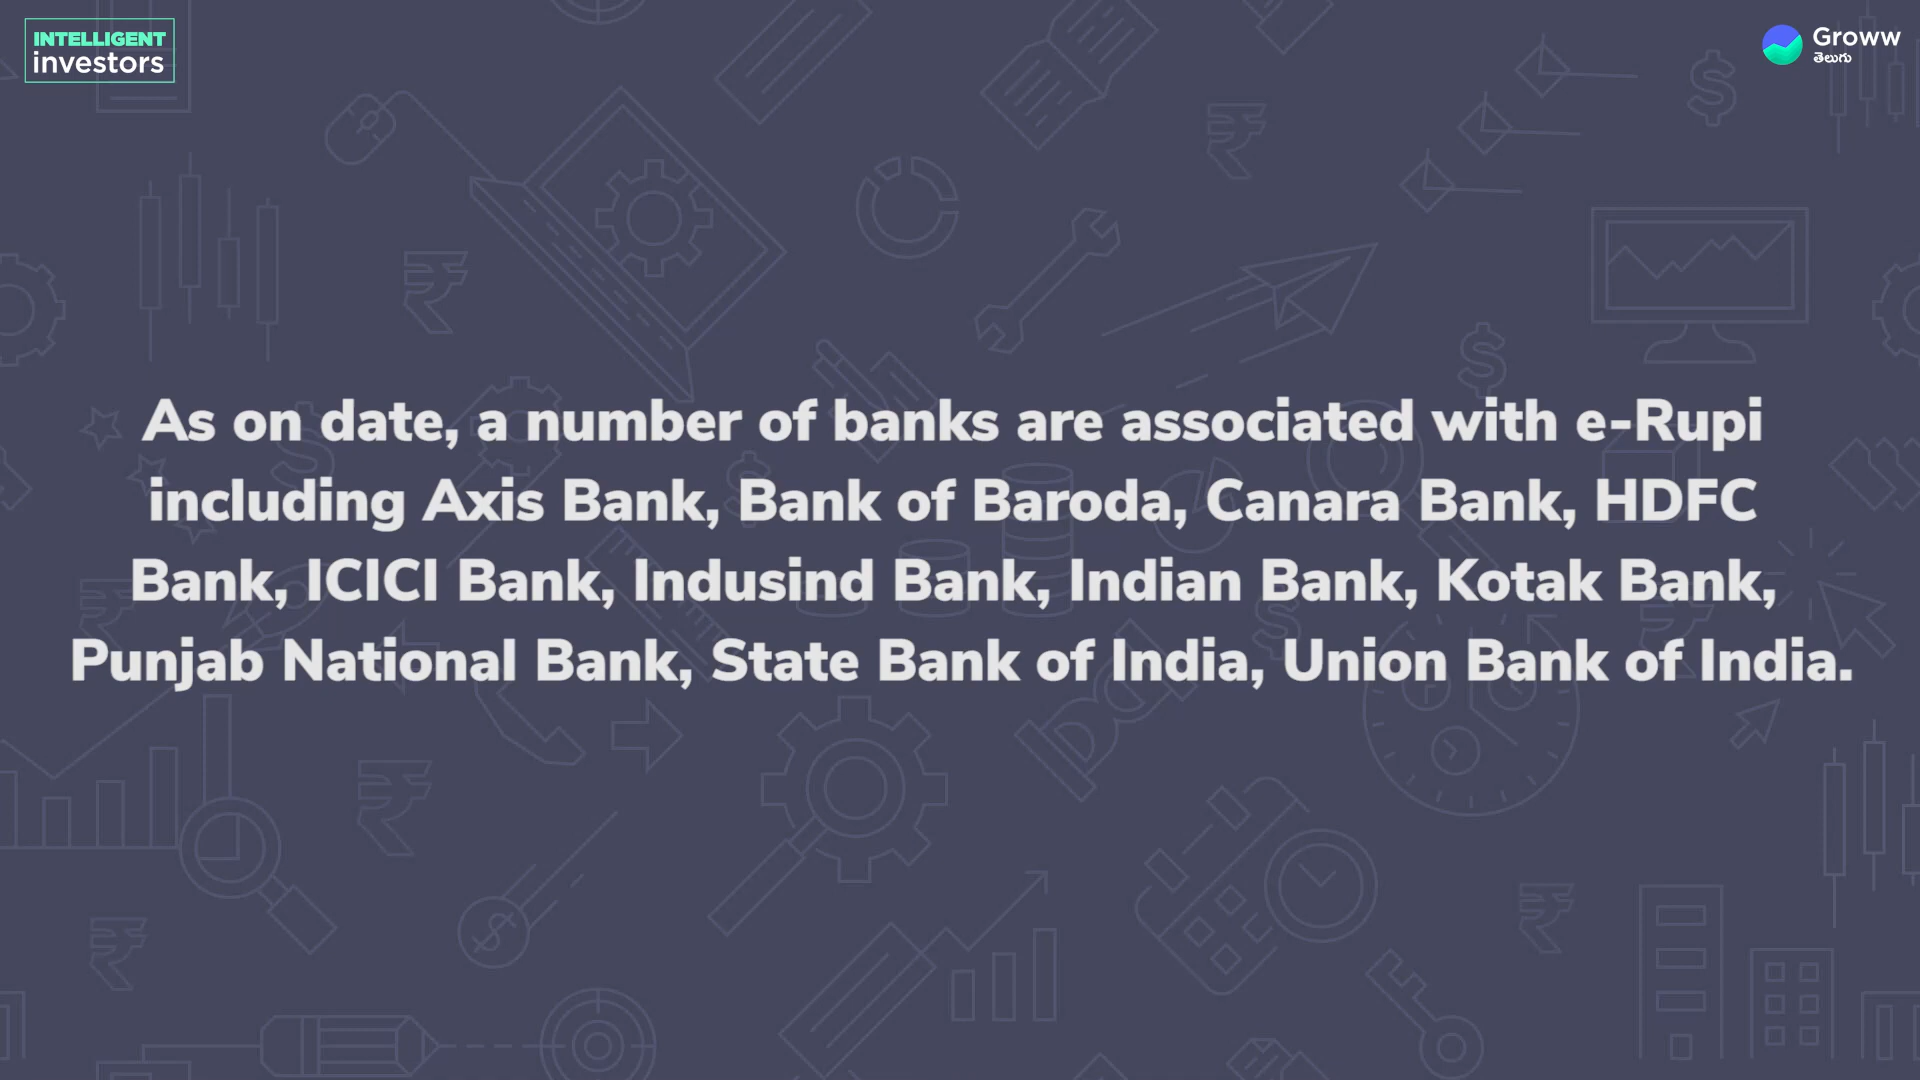 INTELLIGENT
investors
Groww
తెలుగు
As on date, a number of banks are associated with e-Rupi
including Axis Bank, Bank of Baroda, Canara Bank, HDFC
Bank, ICICI Bank, Indusind Bank, Indian Bank, Kotak Bank,
Punjab National Bank, State Bank of India, Union Bank of India.